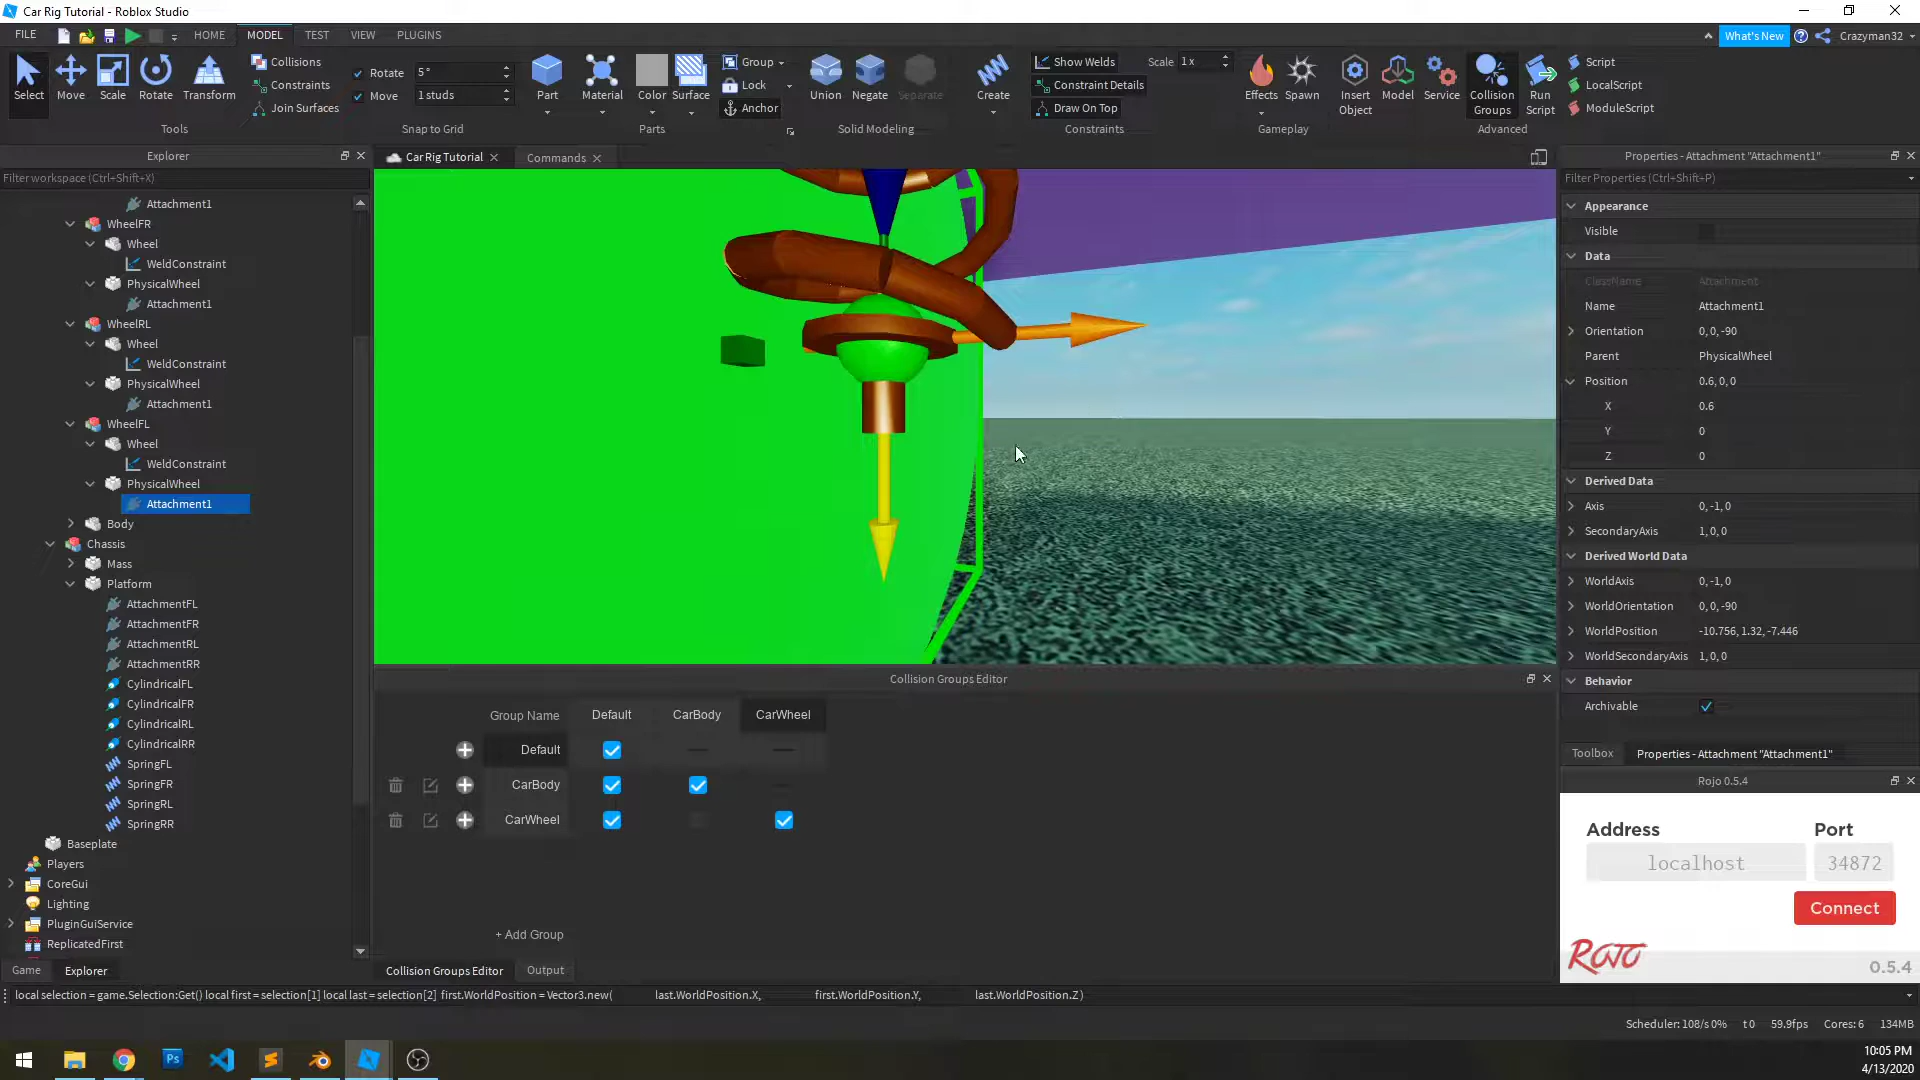 Car Rig Tutorial - Roblox Studio
FILE HOME MODEL TEST VIEW PLUGINS What's New Crazyman32
Select Move Scale Rotate Transform
Collisions
Constraints
Join Surfaces
Tools
Rotate 5°
Move 1 studs
Snap to Grid
Part Material Color Surface
Group
Lock
Anchor
Parts
Union Negate Separate
Solid Modeling
Create
Show Welds
Constraint Details
Draw On Top
Scale 1 x
Constraints
Effects Spawn
Gameplay
Insert Object Model Service Collision Groups Run Script
Script
LocalScript
ModuleScript
Advanced
Explorer
Filter workspace (Ctrl+Shift+X)
Attachment1
WheelFR
Wheel
WeldConstraint
PhysicalWheel
Attachment1
WheelRL
Wheel
WeldConstraint
PhysicalWheel
Attachment1
WheelFL
Wheel
WeldConstraint
PhysicalWheel
Attachment1
Body
Chassis
Mass
Platform
AttachmentFL
AttachmentFR
AttachmentRL
AttachmentRR
CylindricalFL
CylindricalFR
CylindricalRL
CylindricalRR
SpringFL
SpringFR
SpringRL
SpringRR
Baseplate
Players
CoreGui
Lighting
PluginGuiService
ReplicatedFirst
Game Explorer
Car Rig Tutorial Commands
Collision Groups Editor
Group Name Default CarBody CarWheel
Default
CarBody
CarWheel
+ Add Group
Collision Groups Editor Output
Properties - Attachment "Attachment1"
Filter Properties (Ctrl+Shift+P)
Appearance
Visible
Data
ClassName Attachment
Name Attachment1
Orientation 0, 0, -90
Parent PhysicalWheel
Position 0.6, 0, 0
X 0.6
Y 0
Z 0
Derived Data
Axis 0, -1, 0
SecondaryAxis 1, 0, 0
Derived World Data
WorldAxis 0, -1, 0
WorldOrientation 0, 0, -90
WorldPosition -10.756, 1.32, -7.446
WorldSecondaryAxis 1, 0, 0
Behavior
Archivable
Toolbox Properties - Attachment "Attachment1"
Rojo 0.5.4
Address Port
localhost 34872
Connect
ROJO 0.5.4
local selection = game.Selection:Get() local first = selection[1] local last = selection[2] first.WorldPosition = Vector3.new( last.WorldPosition.X, first.WorldPosition.Y, last.WorldPosition.Z)
Scheduler: 108/s 0% t 0 59.9fps Cores: 6 134MB
Ps
10:05 PM
4/13/2020